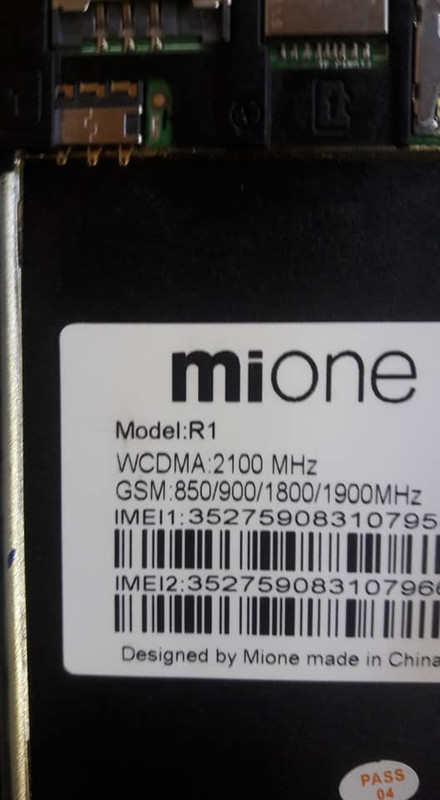 mione
Model:R1
WCDMA:2100 MHz
GSM:850/900/1800/1900MHz
IMEI1:35275908310795
IMEI2:35275908310796
Designed by Mione made in China
PASS
04